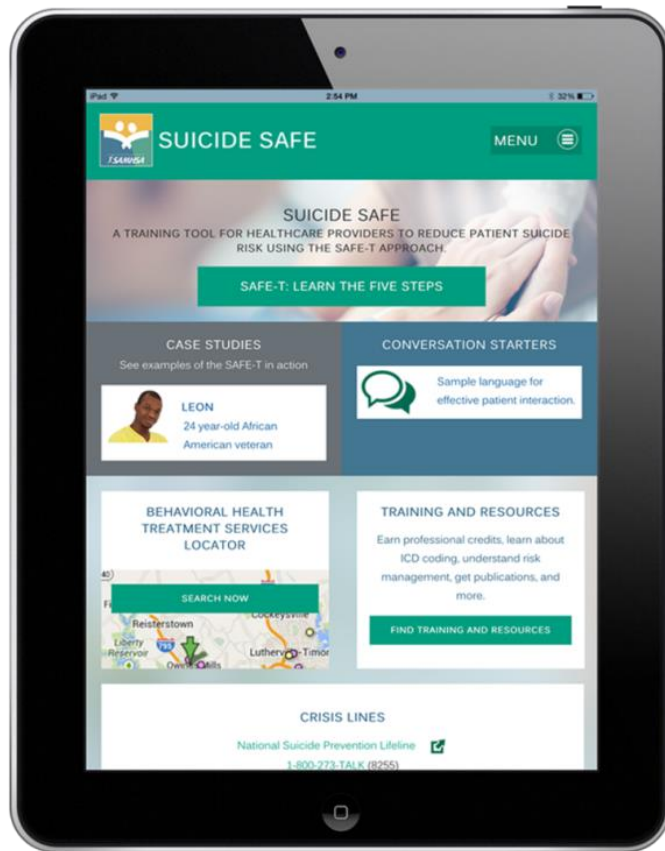 iPad
2:54 PM
32%
SAMHSA
SUICIDE SAFE
MENU
SUICIDE SAFE
A TRAINING TOOL FOR HEALTHCARE PROVIDERS TO REDUCE PATIENT SUICIDE
RISK USING THE SAFE-T APPROACH.
SAFE-T: LEARN THE FIVE STEPS
CASE STUDIES
See examples of the SAFE-T in action
LEON
24 year-old African
American veteran
CONVERSATION STARTERS
Sample language for
effective patient interaction.
BEHAVIORAL HEALTH
TREATMENT SERVICES
LOCATOR
SEARCH NOW
Reisterstown
Liberty
Reservoir
795
Owings Mills
Cockeysville
Lutherville-Timor
TRAINING AND RESOURCES
Earn professional credits, learn about
ICD coding, understand risk
management, get publications, and
more.
FIND TRAINING AND RESOURCES
CRISIS LINES
National Suicide Prevention Lifeline
1-800-273-TALK (8255)